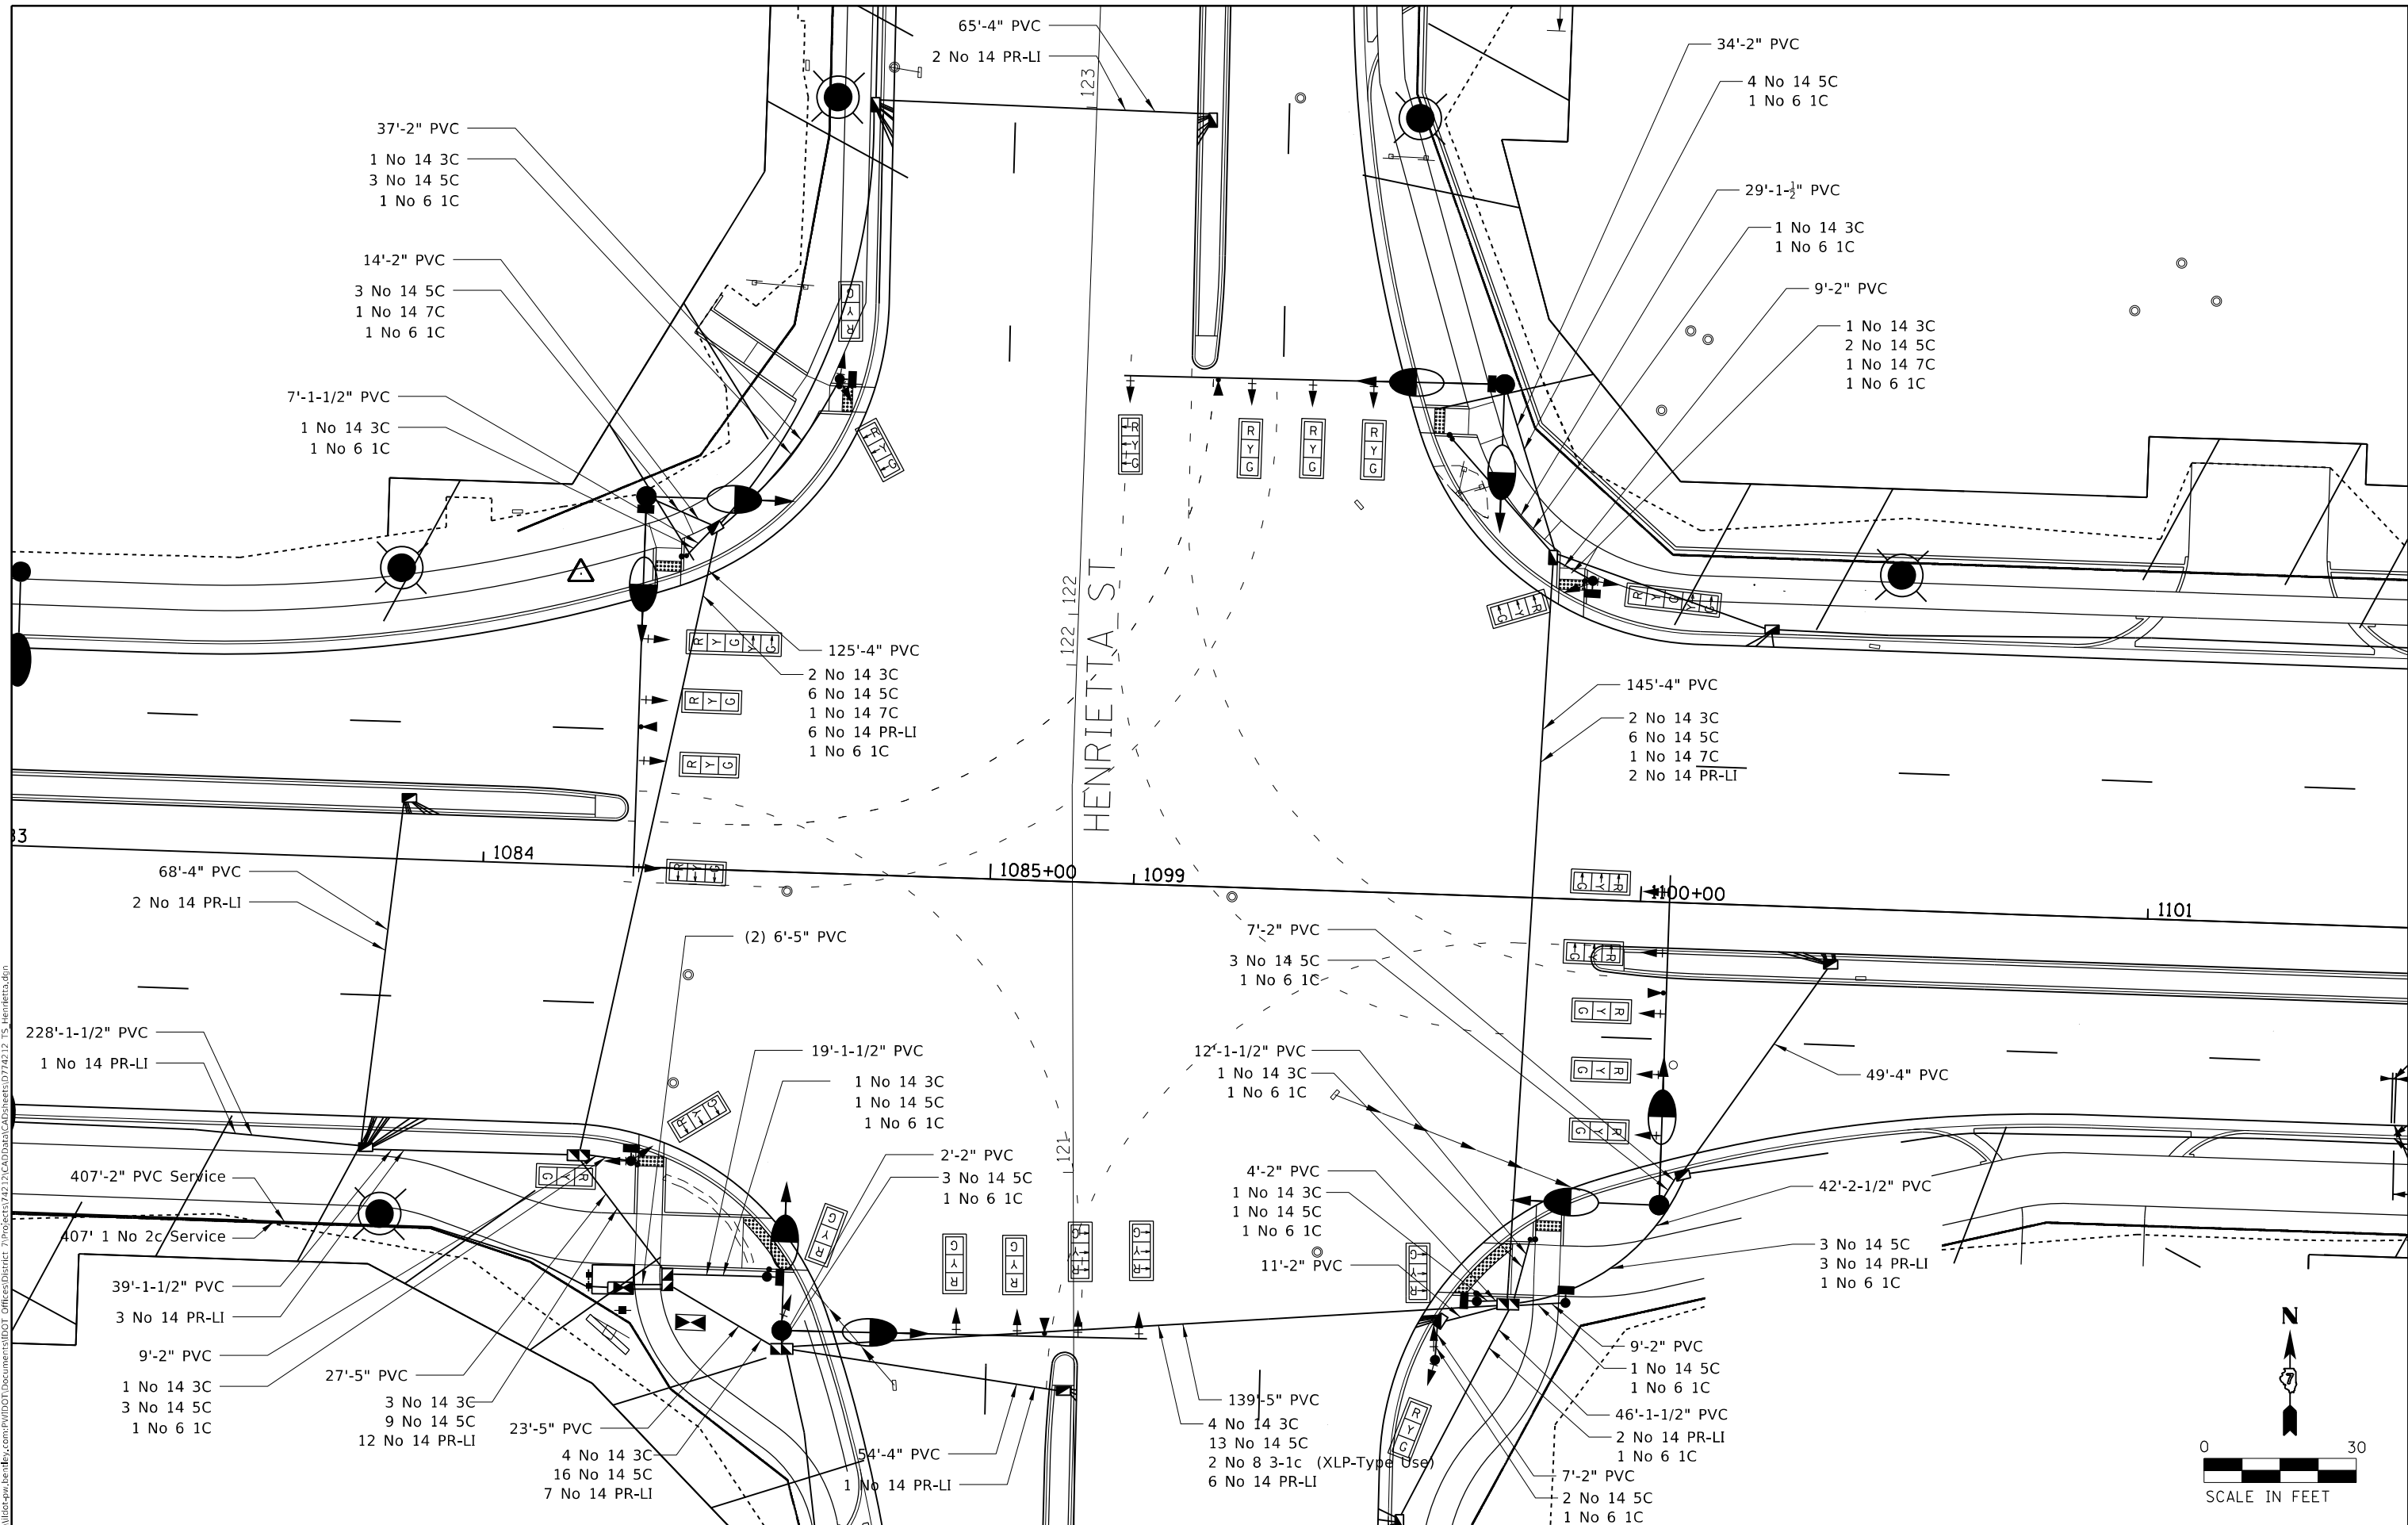 65'-4" PVC
2 No 14 PR-LI
123
34'-2" PVC
4 No 14 5C
1 No 6 1C
37'-2" PVC
1 No 14 3C
3 No 14 5C
1 No 6 1C
29'-1-½" PVC
1 No 14 3C
1 No 6 1C
14'-2" PVC
3 No 14 5C
1 No 14 7C
1 No 6 1C
9'-2" PVC
1 No 14 3C
2 No 14 5C
1 No 14 7C
1 No 6 1C
7'-1-1/2" PVC
1 No 14 3C
1 No 6 1C
G Y R
R Y G
R Y G
R Y G
R Y G
R Y G
R Y G
R Y G Y G
122
122
HENRIETTA ST
125'-4" PVC
2 No 14 3C
6 No 14 5C
1 No 14 7C
6 No 14 PR-LI
1 No 6 1C
R Y G Y G
R Y G
R Y G
R Y G
145'-4" PVC
2 No 14 3C
6 No 14 5C
1 No 14 7C
2 No 14 PR-LI
1084
1085+00
1099
1100+00
1101
68'-4" PVC
2 No 14 PR-LI
(2) 6'-5" PVC
7'-2" PVC
3 No 14 5C
1 No 6 1C
R Y G
R Y G
R Y G
R Y G
R Y G
228'-1-1/2" PVC
1 No 14 PR-LI
19'-1-1/2" PVC
1 No 14 3C
1 No 14 5C
1 No 6 1C
12'-1-1/2" PVC
1 No 14 3C
1 No 6 1C
49'-4" PVC
121
407'-2" PVC Service
407' 1 No 2c Service
R Y G
R Y G
2'-2" PVC
3 No 14 5C
1 No 6 1C
4'-2" PVC
1 No 14 3C
1 No 14 5C
1 No 6 1C
11'-2" PVC
42'-2-1/2" PVC
3 No 14 5C
3 No 14 PR-LI
1 No 6 1C
G Y R
G Y R
G Y R
G Y R
G Y R
G Y R
39'-1-1/2" PVC
3 No 14 PR-LI
9'-2" PVC
1 No 14 3C
3 No 14 5C
1 No 6 1C
27'-5" PVC
3 No 14 3C
9 No 14 5C
12 No 14 PR-LI
23'-5" PVC
4 No 14 3C
16 No 14 5C
7 No 14 PR-LI
54'-4" PVC
1 No 14 PR-LI
139'-5" PVC
4 No 14 3C
13 No 14 5C
2 No 8 3-1c (XLP-Type Use)
6 No 14 PR-LI
R Y G
9'-2" PVC
1 No 14 5C
1 No 6 1C
46'-1-1/2" PVC
2 No 14 PR-LI
1 No 6 1C
7'-2" PVC
2 No 14 5C
1 No 6 1C
N
7
0 30
SCALE IN FEET